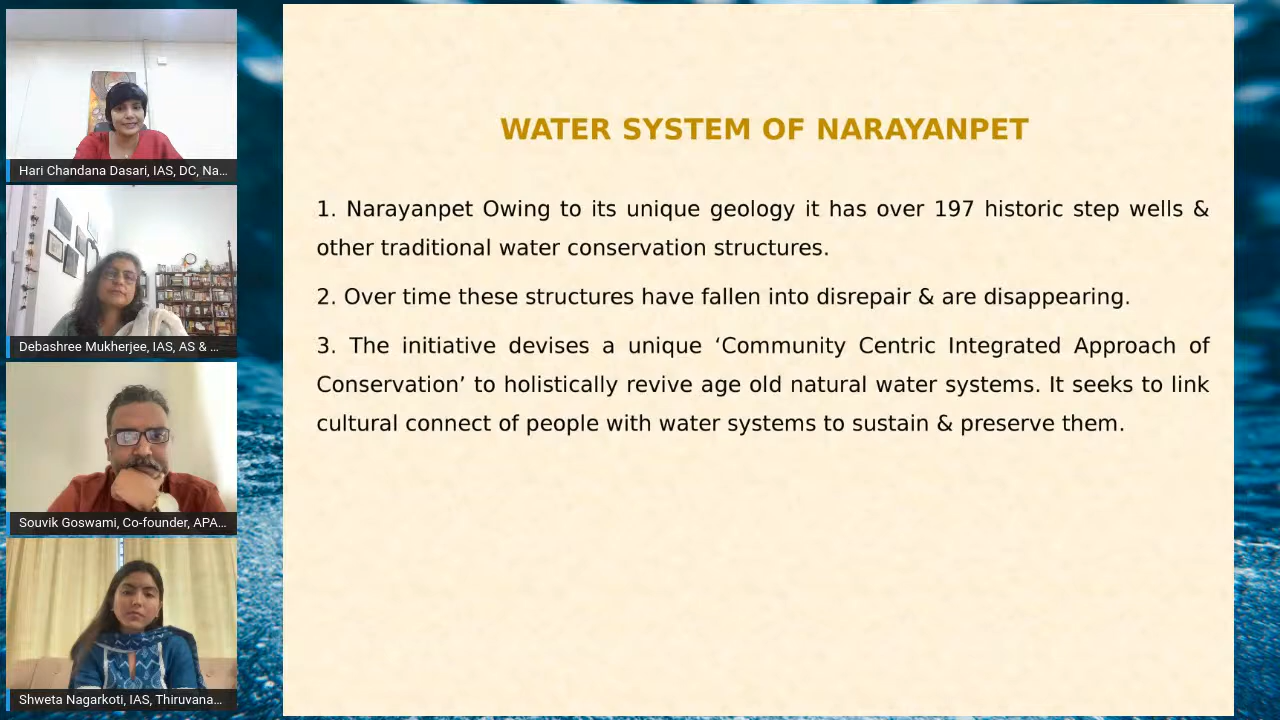 Hari Chandana Dasari, IAS, DC, Na...
Debashree Mukherjee, IAS, AS & ...
Souvik Goswami, Co-founder, APA...
Shweta Nagarkoti, IAS, Thiruvana...
WATER SYSTEM OF NARAYANPET
1. Narayanpet Owing to its unique geology it has over 197 historic step wells &
other traditional water conservation structures.
2. Over time these structures have fallen into disrepair & are disappearing.
3. The initiative devises a unique ‘Community Centric Integrated Approach of
Conservation’ to holistically revive age old natural water systems. It seeks to link
cultural connect of people with water systems to sustain & preserve them.